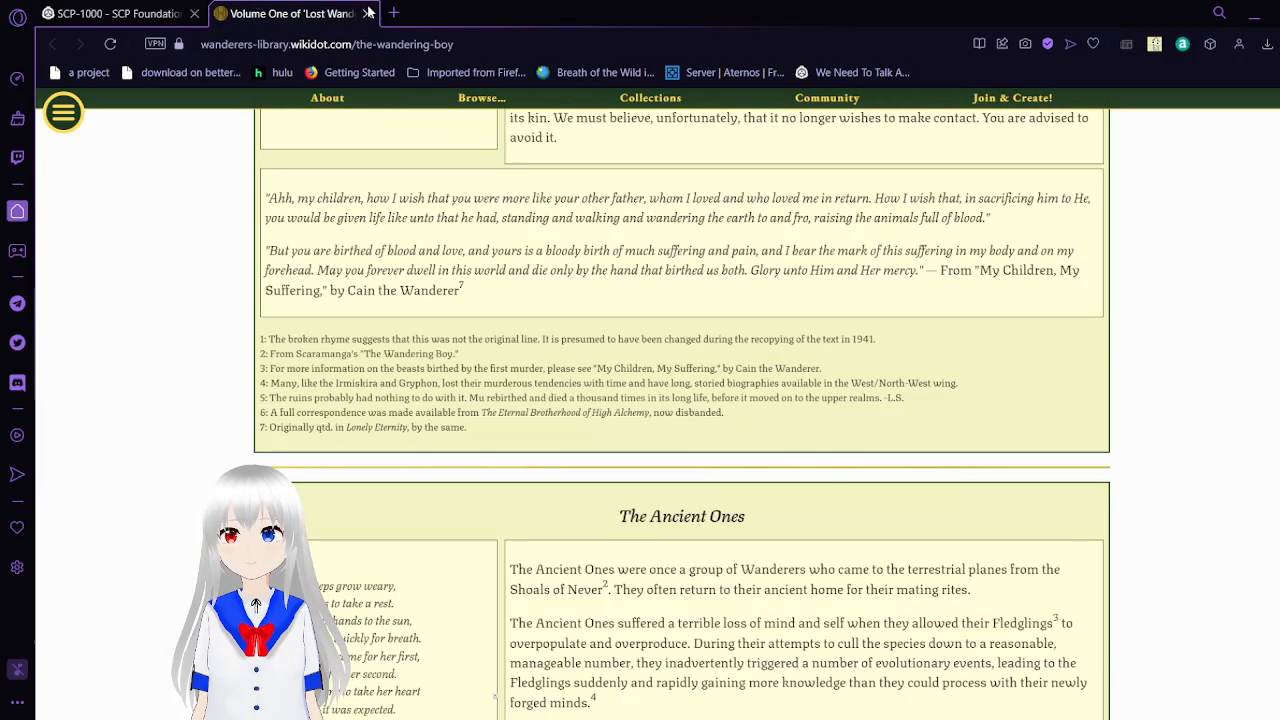 SCP-1000 - SCP Foundation
Volume One of 'Lost Wand
VPN
wanderers-library.wikidot.com/the-wandering-boy
a project
download on better...
hulu
Getting Started
Imported from Firef...
Breath of the Wild i...
Server | Aternos | Fr...
We Need To Talk A...
About
Browse...
Collections
Community
Join & Create!
its kin. We must believe, unfortunately, that it no longer wishes to make contact. You are advised to
avoid it.
"Ahh, my children, how I wish that you were more like your other father, whom I loved and who loved me in return. How I wish that, in sacrificing him to He,
you would be given life like unto that he had, standing and walking and wandering the earth to and fro, raising the animals full of blood."
"But you are birthed of blood and love, and yours is a bloody birth of much suffering and pain, and I bear the mark of this suffering in my body and on my
forehead. May you forever dwell in this world and die only by the hand that birthed us both. Glory unto Him and Her mercy." — From "My Children, My
Suffering," by Cain the Wanderer7
1: The broken rhyme suggests that this was not the original line. It is presumed to have been changed during the recopying of the text in 1941.
2: From Scaramanga's "The Wandering Boy."
3: For more information on the beasts birthed by the first murder, please see "My Children, My Suffering," by Cain the Wanderer.
4: Many, like the Irmiskira and Gryphon, lost their murderous tendencies with time and have long, storied biographies available in the West/North-West wing.
5: The ruins probably had nothing to do with it. Mu rebirthed and died a thousand times in its long life, before it moved on to the upper realms. -L.S.
6: A full correspondence was made available from The Eternal Brotherhood of High Alchemy, now disbanded.
7: Originally qtd. in Lonely Eternity, by the same.
The Ancient Ones
eps grow weary,
to take a rest.
hands to the sun,
uickly for breath.
me for her first,
er second.
to take her heart
it was expected.
The Ancient Ones were once a group of Wanderers who came to the terrestrial planes from the
Shoals of Never2. They often return to their ancient home for their mating rites.
The Ancient Ones suffered a terrible loss of mind and self when they allowed their Fledglings3 to
overpopulate and overproduce. During their attempts to cull the species down to a reasonable,
manageable number, they inadvertently triggered a number of evolutionary events, leading to the
Fledglings suddenly and rapidly gaining more knowledge than they could process with their newly
forged minds.4